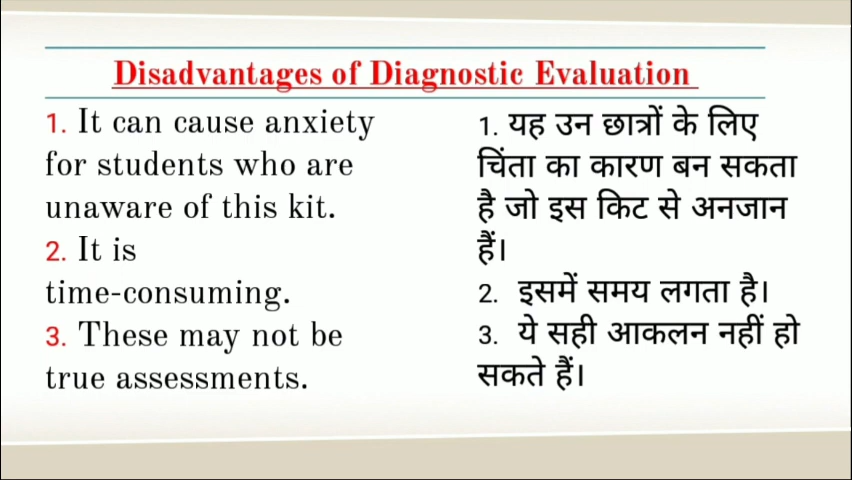 Disadvantages of Diagnostic Evaluation
1. It can cause anxiety
for students who are
unaware of this kit.
2. It is
time-consuming.
3. These may not be
true assessments.
1. यह उन छात्रों के लिए
चिंता का कारण बन सकता
है जो इस किट से अनजान
हैं।
2. इसमें समय लगता है।
3. ये सही आकलन नहीं हो
सकते हैं।